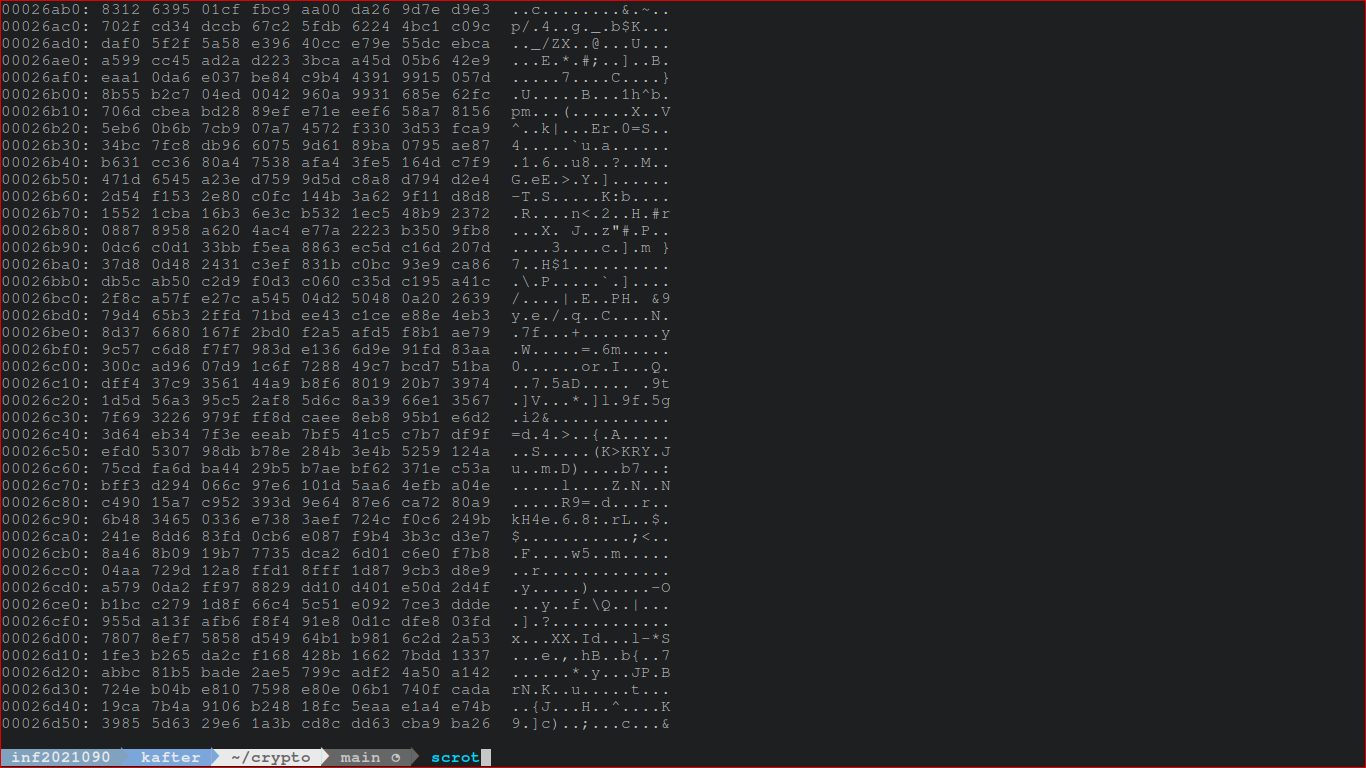 00026ab0: 8312 6395 01cf fbc9 aa00 da26 9d7e d9e3  ..c........&.~..
00026ac0: 702f cd34 dccb 67c2 5fdb 6224 4bc1 c09c  p/.4..g._.b$K...
00026ad0: daf0 5f2f 5a58 e396 40cc e79e 55dc ebca  .._/ZX..@...U...
00026ae0: a599 cc45 ad2a d223 3bca a45d 05b6 42e9  ...E.*.#;..]..B.
00026af0: eaa1 0da6 e037 be84 c9b4 4391 9915 057d  .....7....C....}
00026b00: 8b55 b2c7 04ed 0042 960a 9931 685e 62fc  .U.....B...1h^b.
00026b10: 706d cbea bd28 89ef e71e eef6 58a7 8156  pm...(......X..V
00026b20: 5eb6 0b6b 7cb9 07a7 4572 f330 3d53 fca9  ^..k|...Er.0=S..
00026b30: 34bc 7fc8 db96 6075 9d61 89ba 0795 ae87  4.....`u.a......
00026b40: b631 cc36 80a4 7538 afa4 3fe5 164d c7f9  .1.6..u8..?..M..
00026b50: 471d 6545 a23e d759 9d5d c8a8 d794 d2e4  G.eE.>.Y.]......
00026b60: 2d54 f153 2e80 c0fc 144b 3a62 9f11 d8d8  -T.S.....K:b....
00026b70: 1552 1cba 16b3 6e3c b532 1ec5 48b9 2372  .R....n<.2..H.#r
00026b80: 0887 8958 a620 4ac4 e77a 2223 b350 9fb8  ...X. J..z"#.P..
00026b90: 0dc6 c0d1 33bb f5ea 8863 ec5d c16d 207d  ....3....c.].m }
00026ba0: 37d8 0d48 2431 c3ef 831b c0bc 93e9 ca86  7..H$1..........
00026bb0: db5c ab50 c2d9 f0d3 c060 c35d c195 a41c  .\.P.....`.]....
00026bc0: 2f8c a57f e27c a545 04d2 5048 0a20 2639  /....|.E..PH. &9
00026bd0: 79d4 65b3 2ffd 71bd ee43 c1ce e88e 4eb3  y.e./.q..C....N.
00026be0: 8d37 6680 167f 2bd0 f2a5 afd5 f8b1 ae79  .7f...+........y
00026bf0: 9c57 c6d8 f7f7 983d e136 6d9e 91fd 83aa  .W.....=.6m.....
00026c00: 300c ad96 07d9 1c6f 7288 49c7 bcd7 51ba  0......or.I...Q.
00026c10: dff4 37c9 3561 44a9 b8f6 8019 20b7 3974  ..7.5aD..... .9t
00026c20: 1d5d 56a3 95c5 2af8 5d6c 8a39 66e1 3567  .]V...*.]l.9f.5g
00026c30: 7f69 3226 979f ff8d caee 8eb8 95b1 e6d2  .i2&............
00026c40: 3d64 eb34 7f3e eeab 7bf5 41c5 c7b7 df9f  =d.4.>..{.A.....
00026c50: efd0 5307 98db b78e 284b 3e4b 5259 124a  ..S.....(K>KRY.J
00026c60: 75cd fa6d ba44 29b5 b7ae bf62 371e c53a  u..m.D)....b7..:
00026c70: bff3 d294 066c 97e6 101d 5aa6 4efb a04e  .....l....Z.N..N
00026c80: c490 15a7 c952 393d 9e64 87e6 ca72 80a9  .....R9=.d...r..
00026c90: 6b48 3465 0336 e738 3aef 724c f0c6 249b  kH4e.6.8:.rL..$.
00026ca0: 241e 8dd6 83fd 0cb6 e087 f9b4 3b3c d3e7  $...........;<..
00026cb0: 8a46 8b09 19b7 7735 dca2 6d01 c6e0 f7b8  .F....w5..m.....
00026cc0: 04aa 729d 12a8 ffd1 8fff 1d87 9cb3 d8e9  ..r.............
00026cd0: a579 0da2 ff97 8829 dd10 d401 e50d 2d4f  .y.....)......-O
00026ce0: b1bc c279 1d8f 66c4 5c51 e092 7ce3 ddde  ...y..f.\Q..|...
00026cf0: 955d a13f afb6 f8f4 91e8 0d1c dfe8 03fd  .].?............
00026d00: 7807 8ef7 5858 d549 64b1 b981 6c2d 2a53  x...XX.Id...l-*S
00026d10: 1fe3 b265 da2c f168 428b 1662 7bdd 1337  ...e.,.hB..b{..7
00026d20: abbc 81b5 bade 2ae5 799c adf2 4a50 a142  ......*.y...JP.B
00026d30: 724e b04b e810 7598 e80e 06b1 740f cada  rN.K..u.....t...
00026d40: 19ca 7b4a 9106 b248 18fc 5eaa e1a4 e74b  ..{J...H..^....K
00026d50: 3985 5d63 29e6 1a3b cd8c dd63 cba9 ba26  9.]c)..;...c...&
inf2021090 kafter ~/crypto main scrot